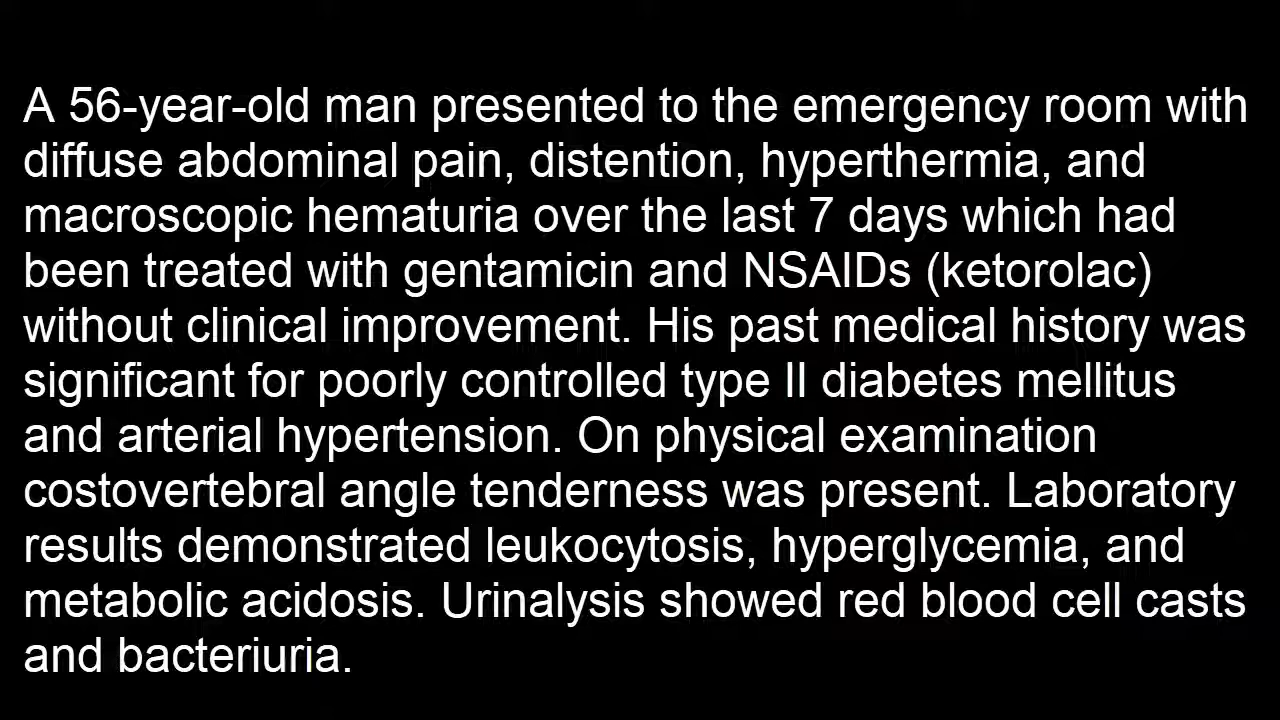 A 56-year-old man presented to the emergency room with
diffuse abdominal pain, distention, hyperthermia, and
macroscopic hematuria over the last 7 days which had
been treated with gentamicin and NSAIDs (ketorolac)
without clinical improvement. His past medical history was
significant for poorly controlled type II diabetes mellitus
and arterial hypertension. On physical examination
costovertebral angle tenderness was present. Laboratory
results demonstrated leukocytosis, hyperglycemia, and
metabolic acidosis. Urinalysis showed red blood cell casts
and bacteriuria.